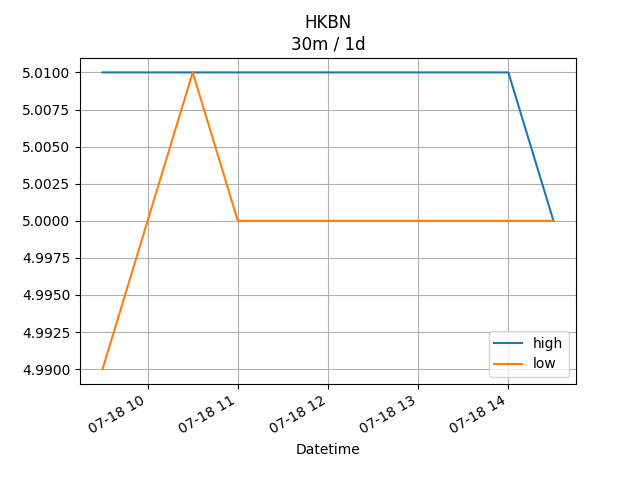 HKBN
30m / 1d
5.0100
5.0075
5.0050
5.0025
5.0000
4.9975
4.9950
4.9925
4.9900
high
low
07-18 10
07-18 11
07-18 12
07-18 13
07-18 14
Datetime